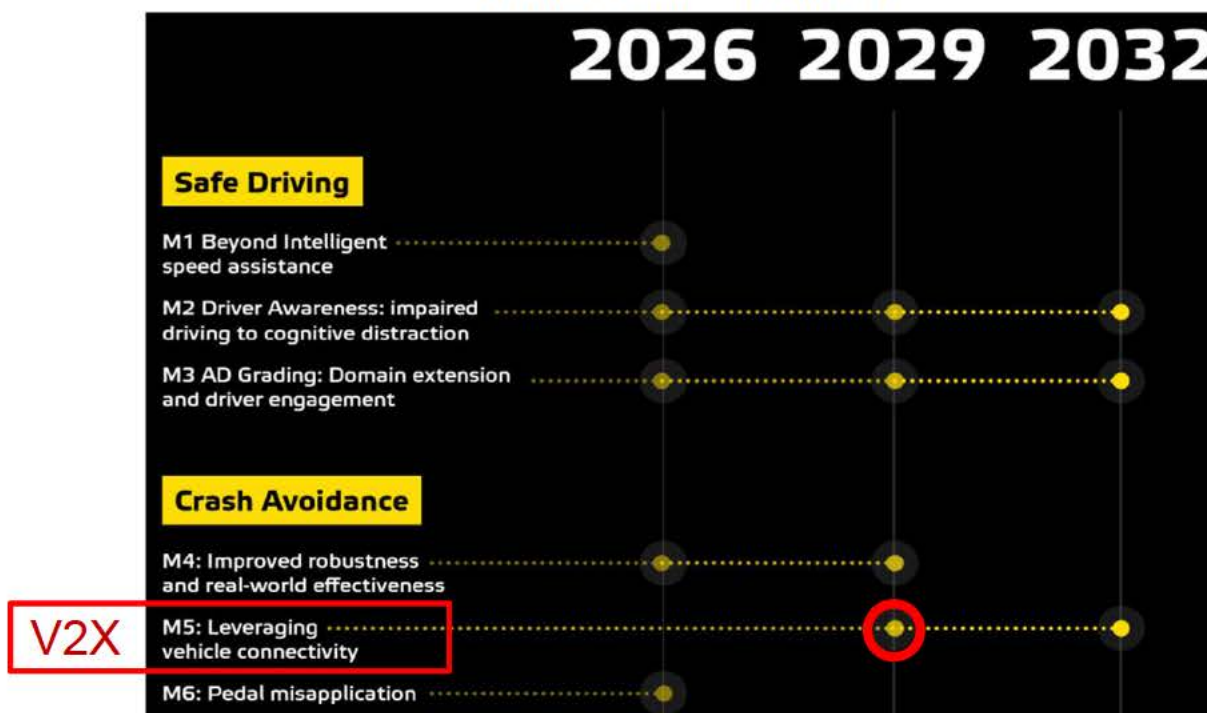 2026 2029 2032
Safe Driving
M1 Beyond Intelligent
speed assistance
M2 Driver Awareness: impaired
driving to cognitive distraction
M3 AD Grading: Domain extension
and driver engagement
Crash Avoidance
M4: Improved robustness
and real-world effectiveness
V2X
M5: Leveraging
vehicle connectivity
M6: Pedal misapplication